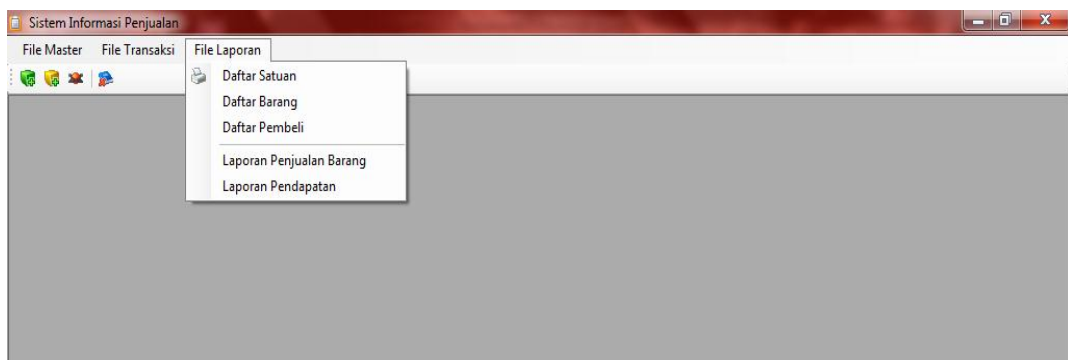 Sistem Informasi Penjualan
File Master File Transaksi File Laporan
Daftar Satuan
Daftar Barang
Daftar Pembeli
Laporan Penjualan Barang
Laporan Pendapatan